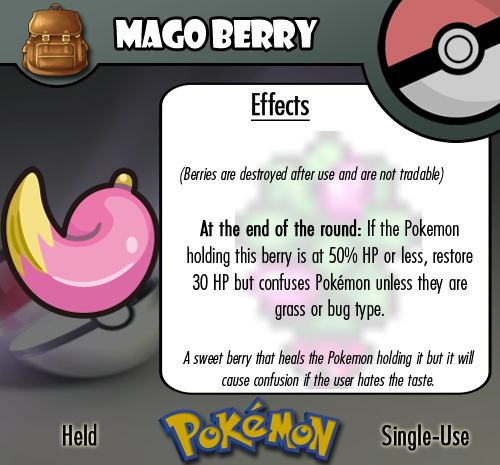 MAGO BERRY
Effects
(Berries are destroyed after use and are not tradable)
At the end of the round: If the Pokemon
holding this berry is at 50% HP or less, restore
30 HP but confuses Pokémon unless they are
grass or bug type.
A sweet berry that heals the Pokemon holding it but it will
cause confusion if the user hates the taste.
Held
POKéMON
Single-Use